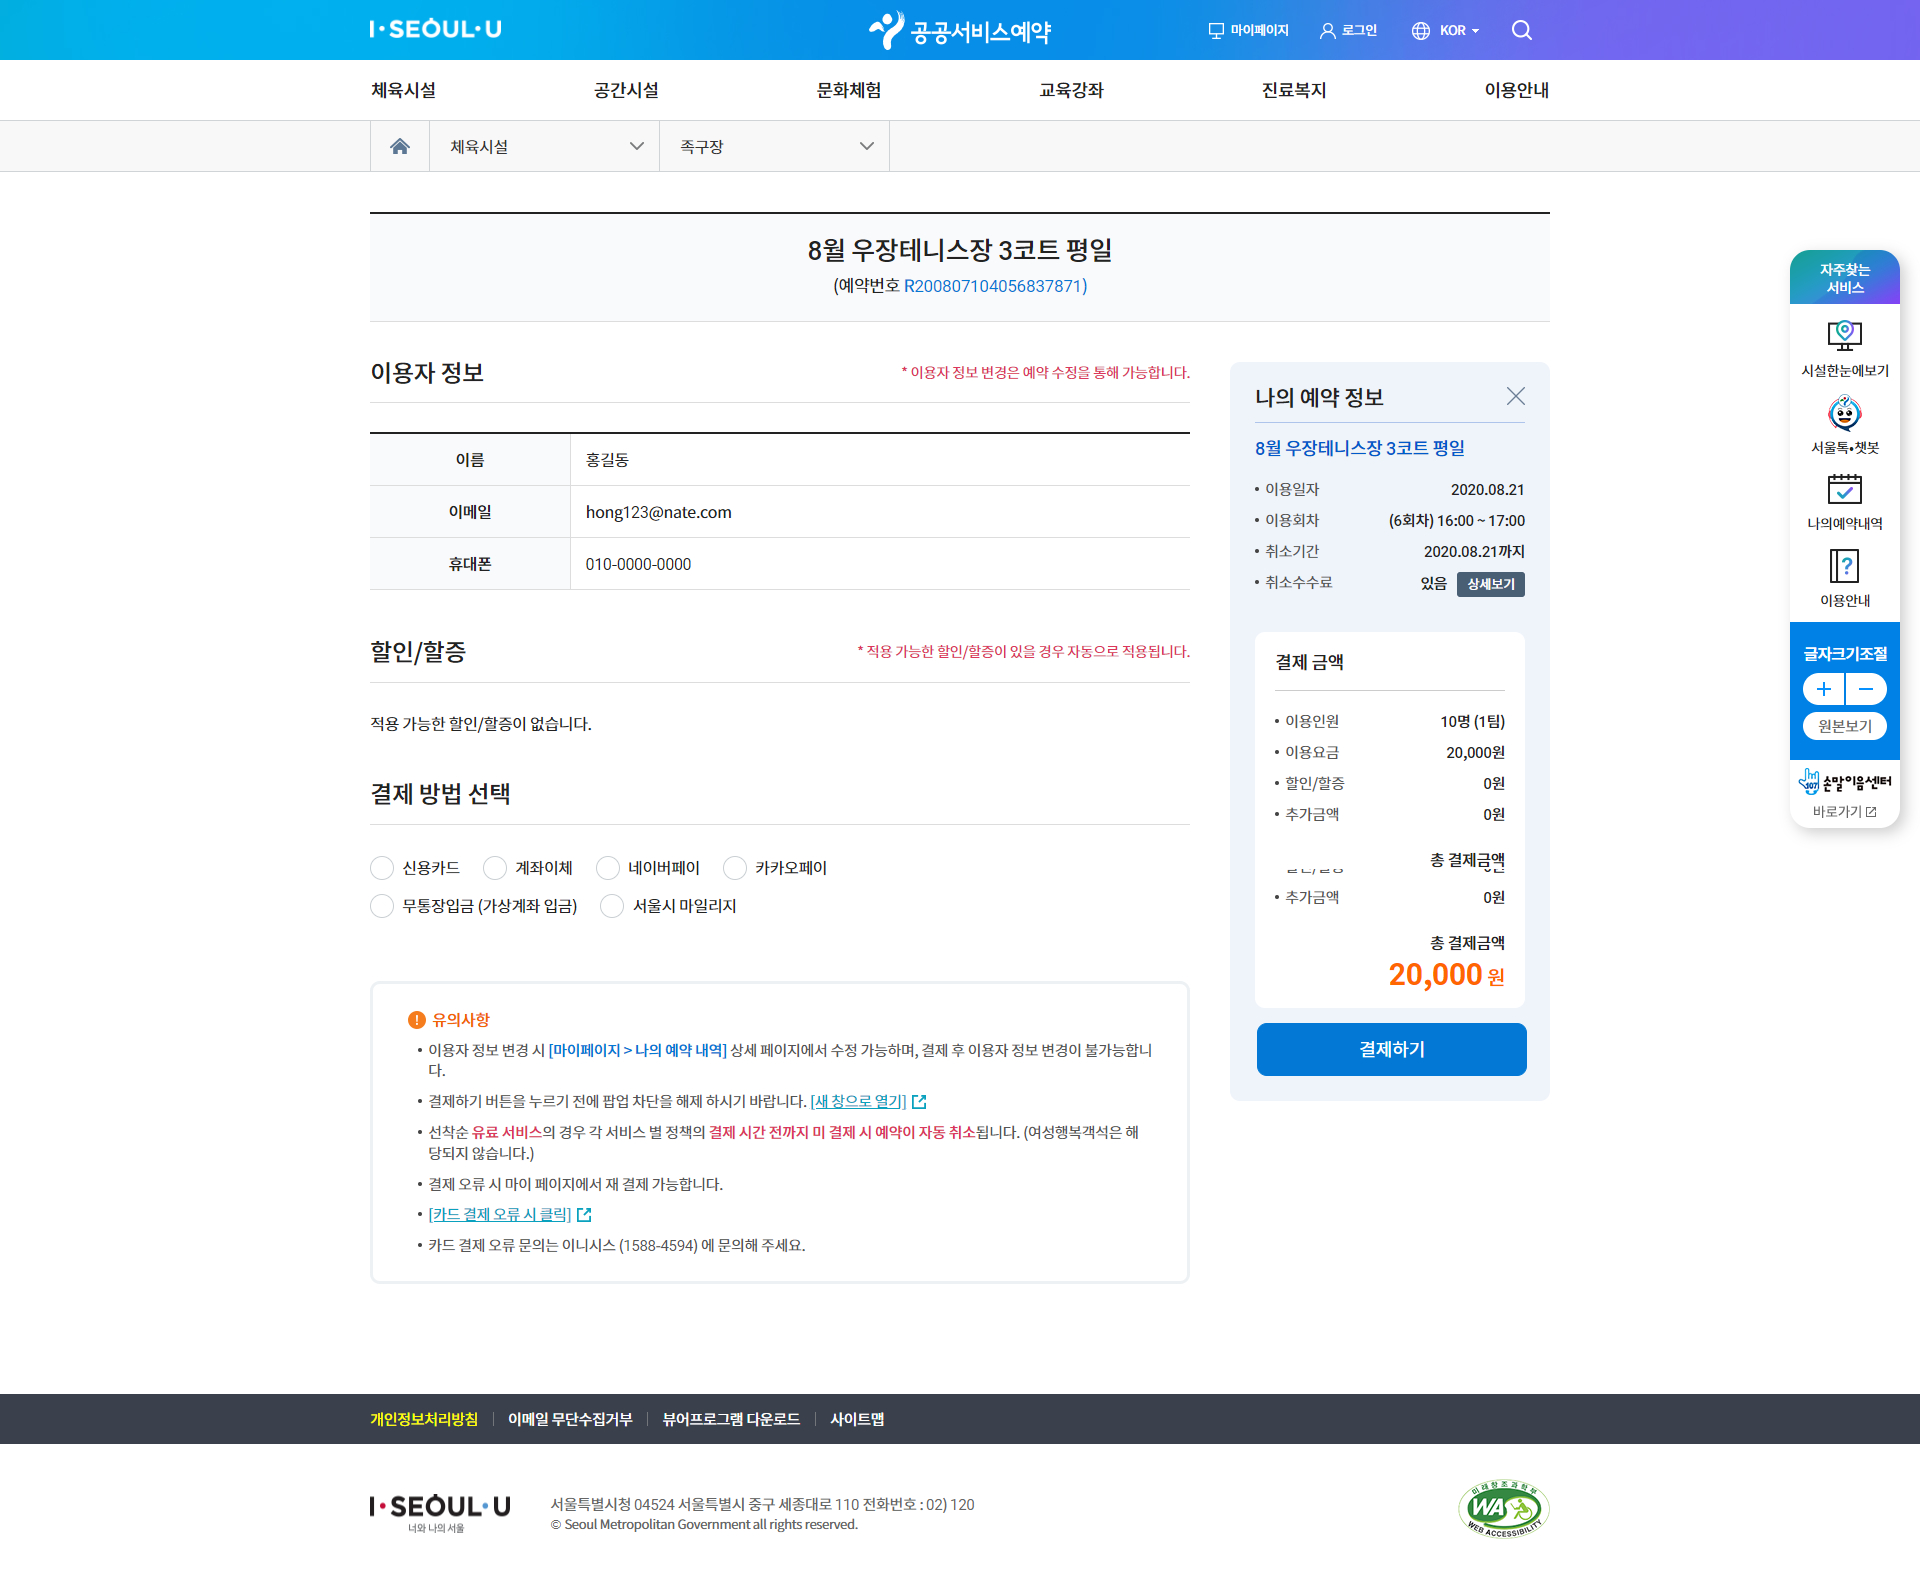 I·SEOUL·U
공공서비스예약
마이페이지
로그인
KOR
체육시설
공간시설
문화체험
교육강좌
진료복지
이용안내
체육시설
족구장
8월 우장테니스장 3코트 평일
(예약번호 R200807104056837871)
이용자 정보
* 이용자 정보 변경은 예약 수정을 통해 가능합니다.
이름
홍길동
이메일
hong123@nate.com
휴대폰
010-0000-0000
할인/할증
* 적용 가능한 할인/할증이 있을 경우 자동으로 적용됩니다.
적용 가능한 할인/할증이 없습니다.
결제 방법 선택
신용카드
계좌이체
네이버페이
카카오페이
무통장입금 (가상계좌 입금)
서울시 마일리지
! 유의사항
• 이용자 정보 변경 시 [마이페이지 > 나의 예약 내역] 상세 페이지에서 수정 가능하며, 결제 후 이용자 정보 변경이 불가능합니
다.
• 결제하기 버튼을 누르기 전에 팝업 차단을 해제 하시기 바랍니다. [새 창으로 열기]
• 선착순 유료 서비스의 경우 각 서비스 별 정책의 결제 시간 전까지 미 결제 시 예약이 자동 취소됩니다. (여성행복객석은 해
당되지 않습니다.)
• 결제 오류 시 마이 페이지에서 재 결제 가능합니다.
• [카드 결제 오류 시 클릭]
• 카드 결제 오류 문의는 이니시스 (1588-4594) 에 문의해 주세요.
나의 예약 정보
8월 우장테니스장 3코트 평일
• 이용일자 2020.08.21
• 이용회차 (6회차) 16:00 ~ 17:00
• 취소기간 2020.08.21까지
• 취소수수료 있음 상세보기
결제 금액
• 이용인원 10명 (1팀)
• 이용요금 20,000원
• 할인/할증 0원
• 추가금액 0원
총 결제금액
• 추가금액 0원
총 결제금액
20,000 원
결제하기
자주찾는
서비스
시설한눈에보기
서울톡•챗봇
나의예약내역
?
이용안내
글자크기조절
+ −
원본보기
107 손말이음센터
바로가기
개인정보처리방침
이메일 무단수집거부
뷰어프로그램 다운로드
사이트맵
I·SEOUL·U
너와 나의 서울
서울특별시청 04524 서울특별시 중구 세종대로 110 전화번호 : 02) 120
© Seoul Metropolitan Government all rights reserved.
미래창조과학부
WA
WEB ACCESSIBILITY